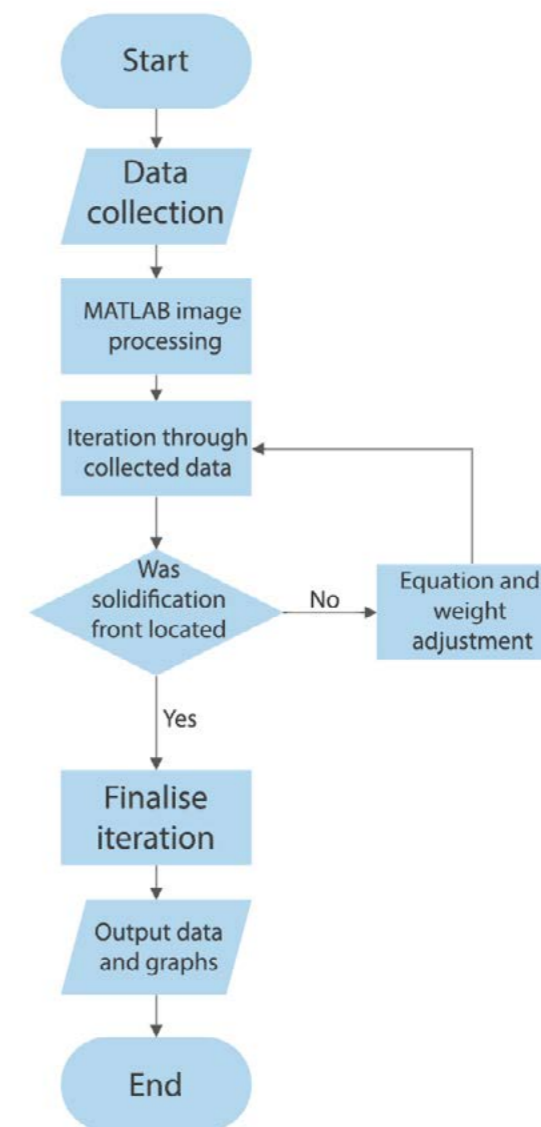 Start
Data
collection
MATLAB image
processing
Iteration through
collected data
Was
solidification
front located
No
Equation and
weight
adjustment
Yes
Finalise
iteration
Output data
and graphs
End